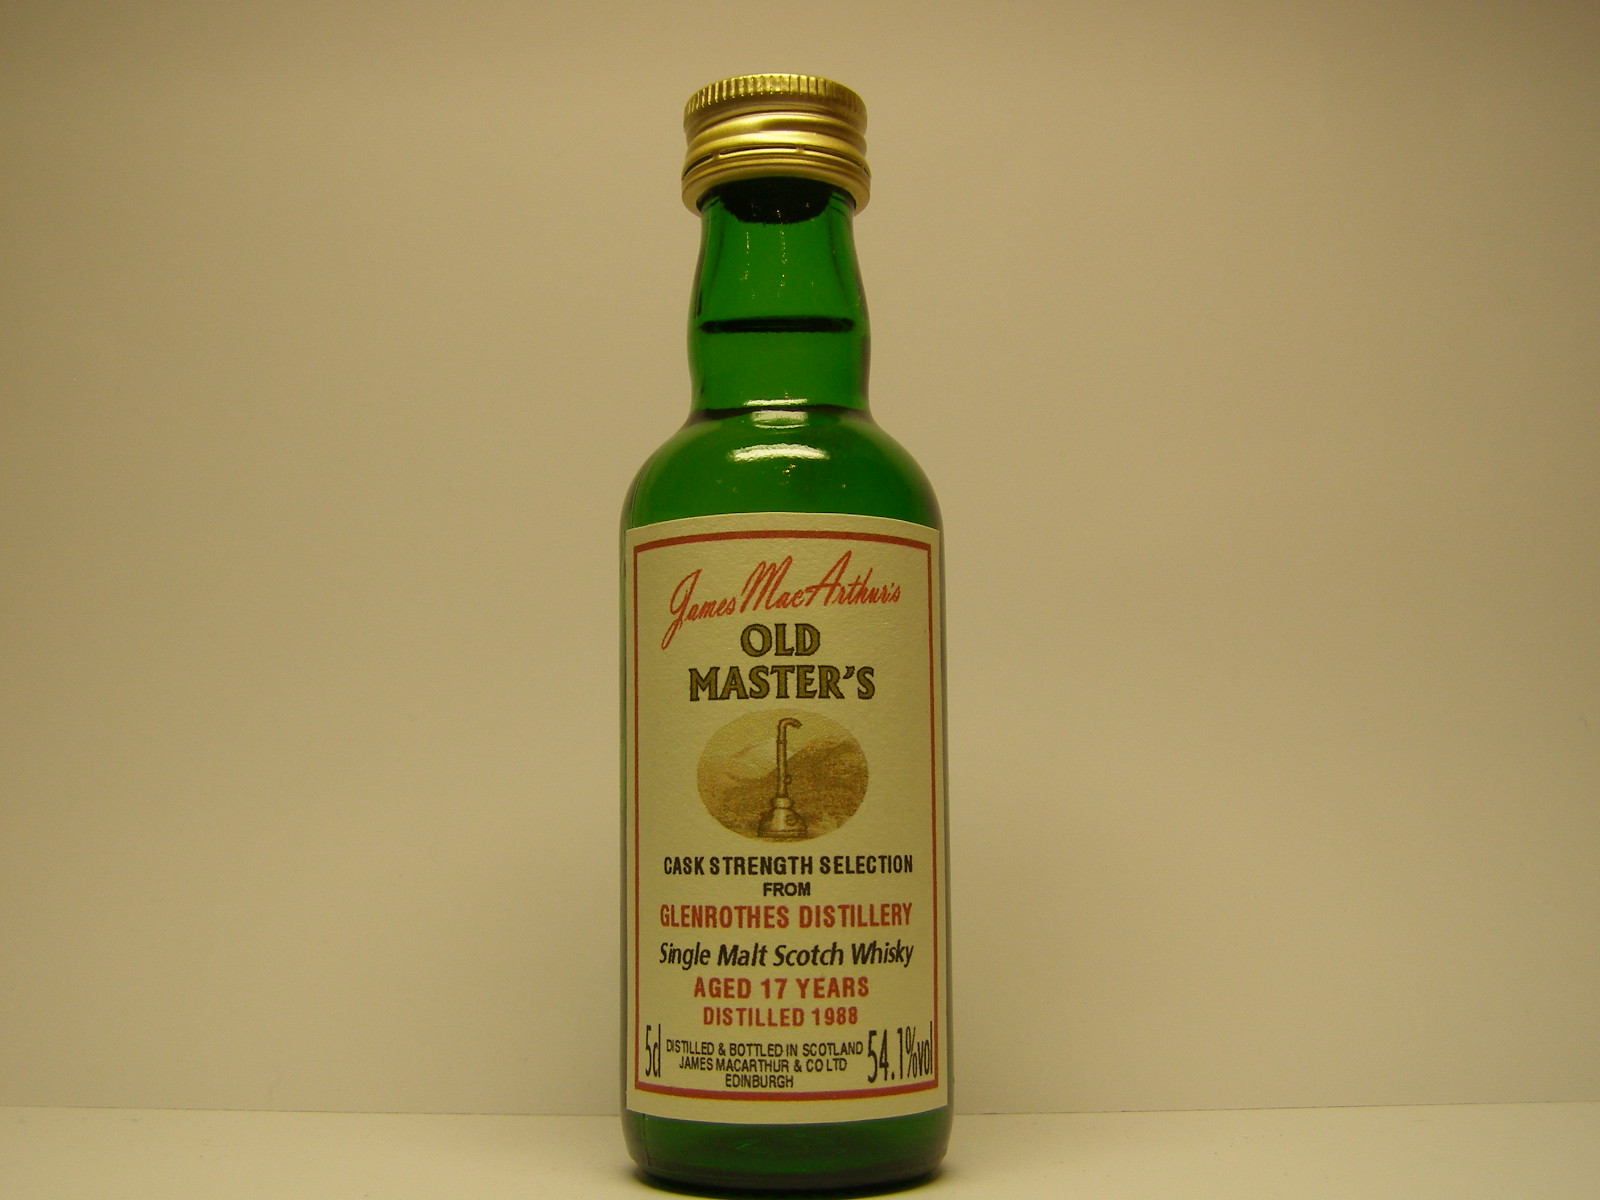 James MacArthur's
OLD
MASTER'S
CASK STRENGTH SELECTION
FROM
GLENROTHES DISTILLERY
Single Malt Scotch Whisky
AGED 17 YEARS
DISTILLED 1988
5cl
DISTILLED & BOTTLED IN SCOTLAND
JAMES MACARTHUR & CO LTD
EDINBURGH
54.1%vol